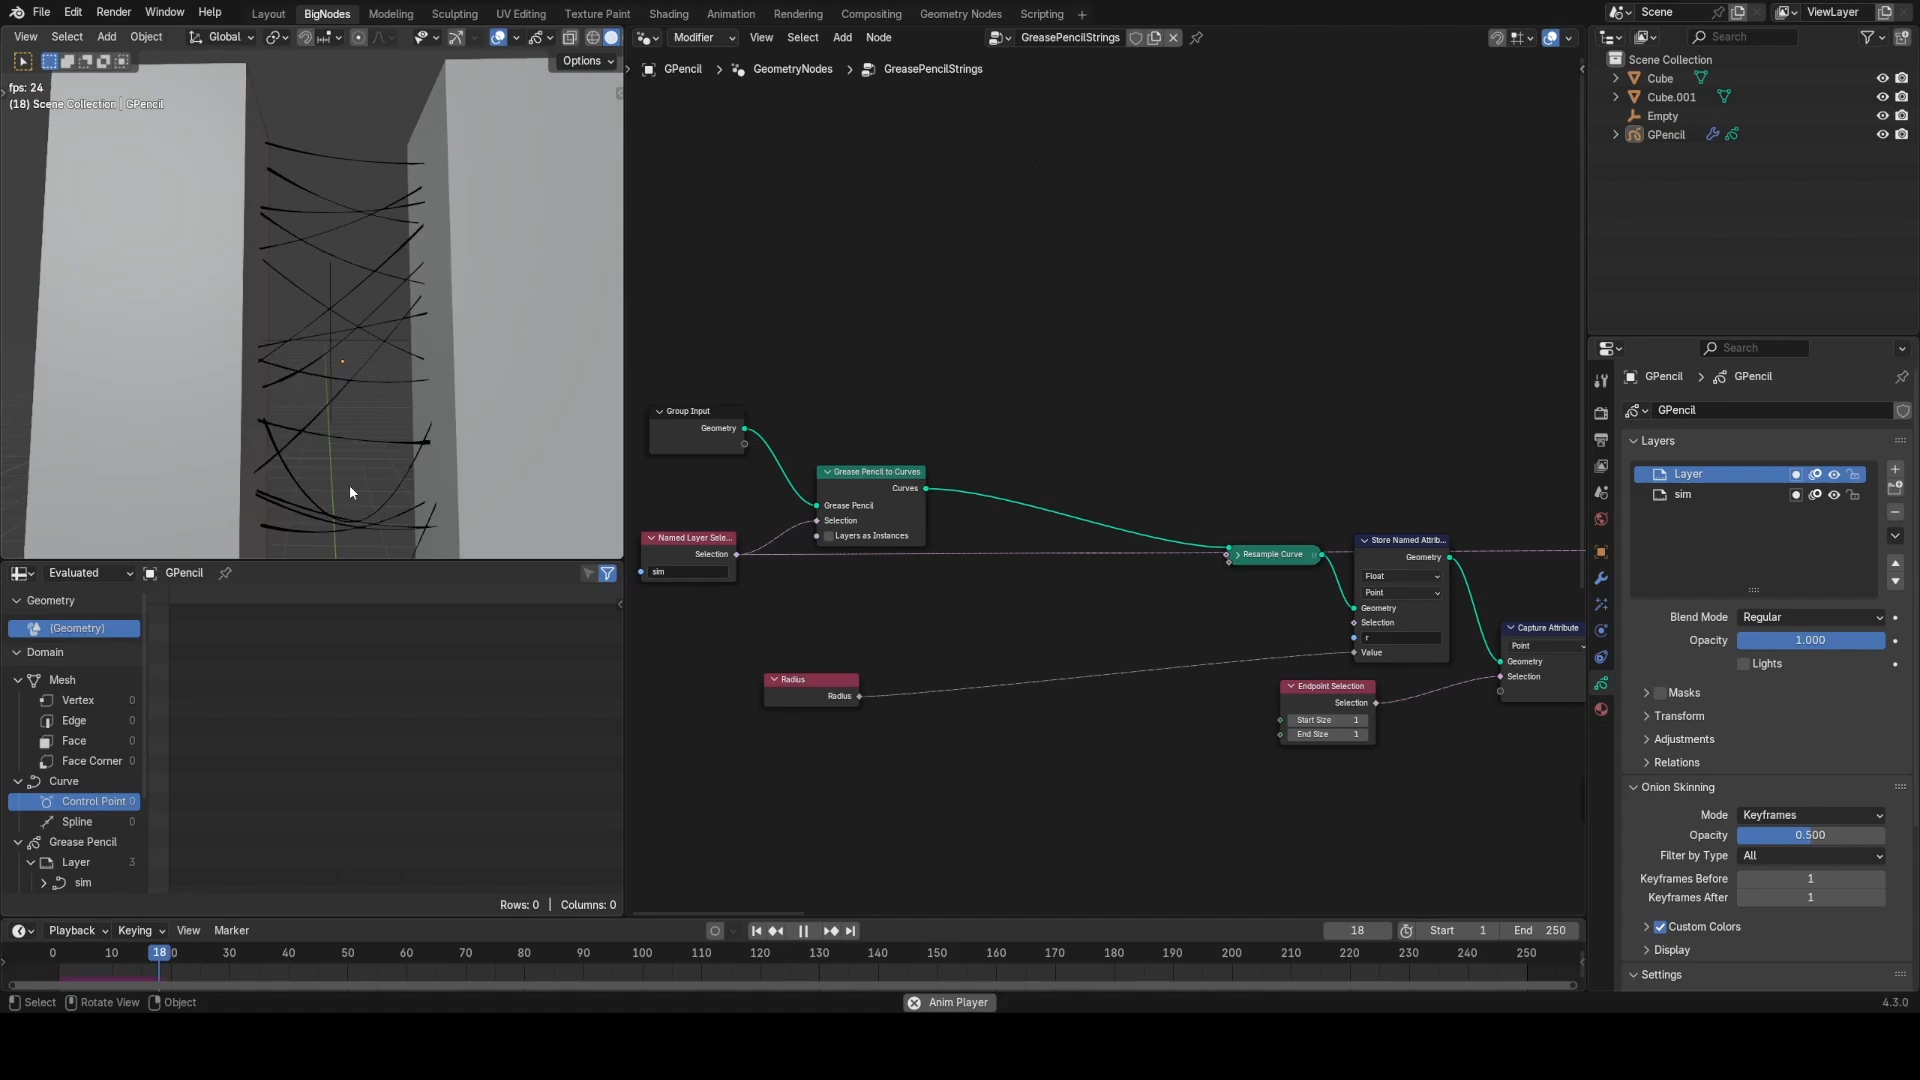 File Edit Render Window Help Layout BigNodes Modeling Sculpting UV Editing Texture Paint Shading Animation Rendering Compositing Geometry Nodes Scripting Scene ViewLayer
View Select Add Object Global
Options
fps: 24
(18) Scene Collection | GPencil
Modifier View Select Add Node GreasePencilStrings
GPencil GeometryNodes GreasePencilStrings
Group Input
Geometry
Grease Pencil to Curves
Curves
Grease Pencil
Selection
Layers as Instances
Named Layer Sele...
Selection
sim
Resample Curve
Store Named Attrib...
Geometry
Float
Point
Geometry
Selection
r
Value
Radius
Radius
Endpoint Selection
Selection
Start Size 1
End Size 1
Capture Attribute
Point
Geometry
Selection
Search
Scene Collection
Cube
Cube.001
Empty
GPencil
Search
GPencil GPencil
GPencil
Layers
Layer
sim
Blend Mode Regular
Opacity 1.000
Lights
Masks
Transform
Adjustments
Relations
Onion Skinning
Mode Keyframes
Opacity 0.500
Filter by Type All
Keyframes Before 1
Keyframes After 1
Custom Colors
Display
Settings
Evaluated GPencil
Geometry
(Geometry)
Domain
Mesh
Vertex 0
Edge 0
Face 0
Face Corner 0
Curve
Control Point 0
Spline 0
Grease Pencil
Layer 3
sim
Rows: 0 | Columns: 0
Playback Keying View Marker 18 Start 1 End 250
0 10 18 0 30 40 50 60 70 80 90 100 110 120 130 140 150 160 170 180 190 200 210 220 230 240 250
Select Rotate View Object Anim Player 4.3.0